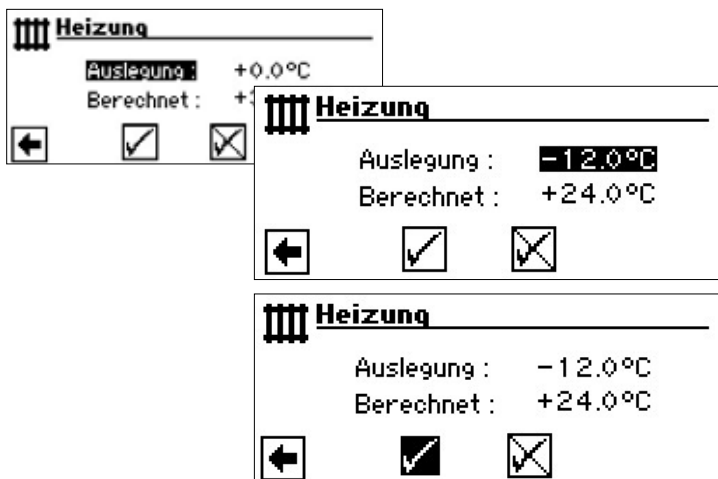 Heizung
Auslegung : +0.0°C
Berechnet :
Heizung
Auslegung : -12.0°C
Berechnet : +24.0°C
Heizung
Auslegung : -12.0°C
Berechnet : +24.0°C